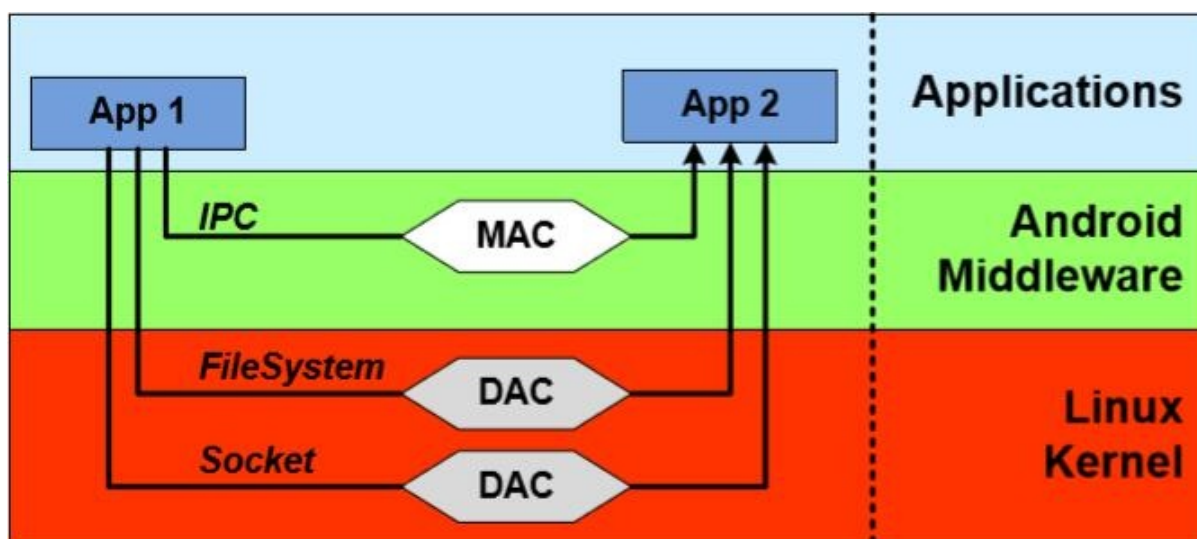 App 1
App 2
Applications
IPC
MAC
Android
Middleware
FileSystem
DAC
Linux
Kernel
Socket
DAC